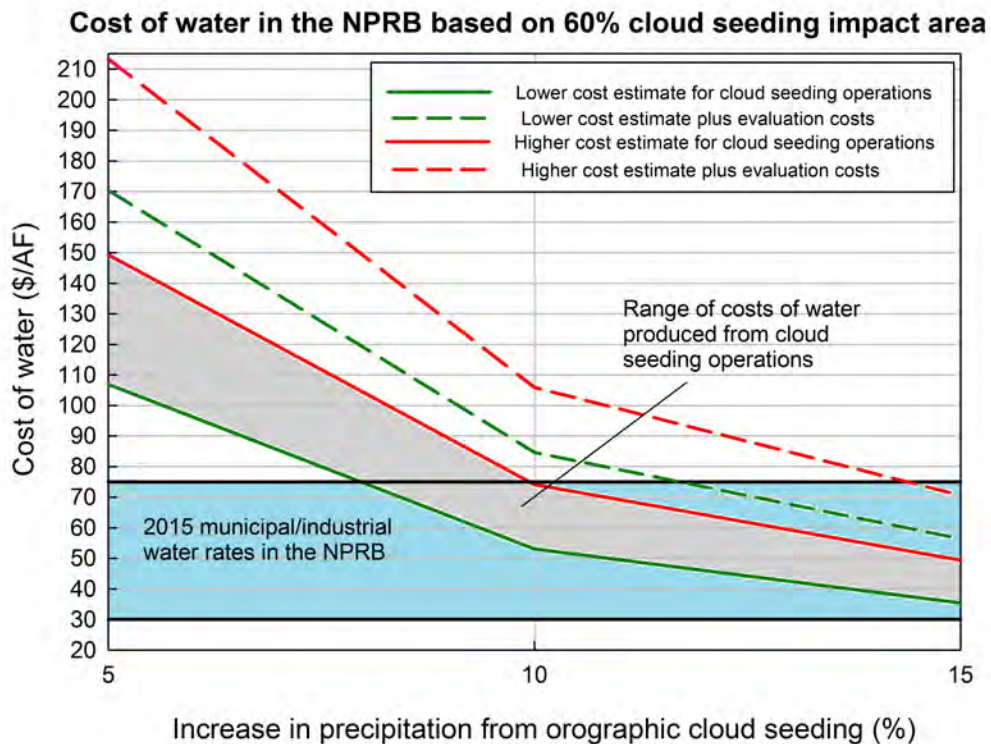 Cost of water in the NPRB based on 60% cloud seeding impact area
210
200
190
180
170
160
150
140
130
120
110
100
90
80
70
60
50
40
30
20
Cost of water ($/AF)
Lower cost estimate for cloud seeding operations
Lower cost estimate plus evaluation costs
Higher cost estimate for cloud seeding operations
Higher cost estimate plus evaluation costs
Range of costs of water
produced from cloud
seeding operations
2015 municipal/industrial
water rates in the NPRB
5
10
15
Increase in precipitation from orographic cloud seeding (%)